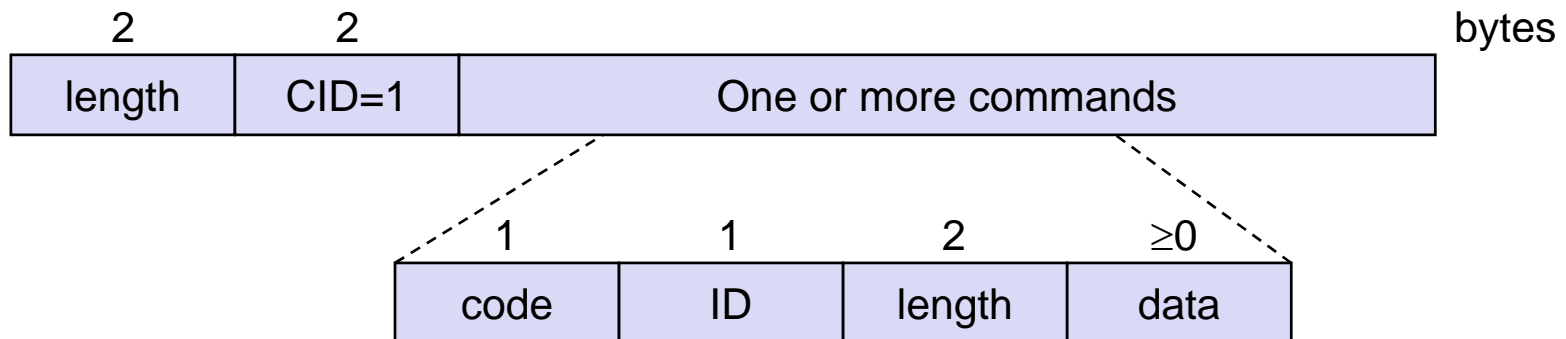 2 2 bytes
length CID=1 One or more commands
1 1 2 ≥0
code ID length data